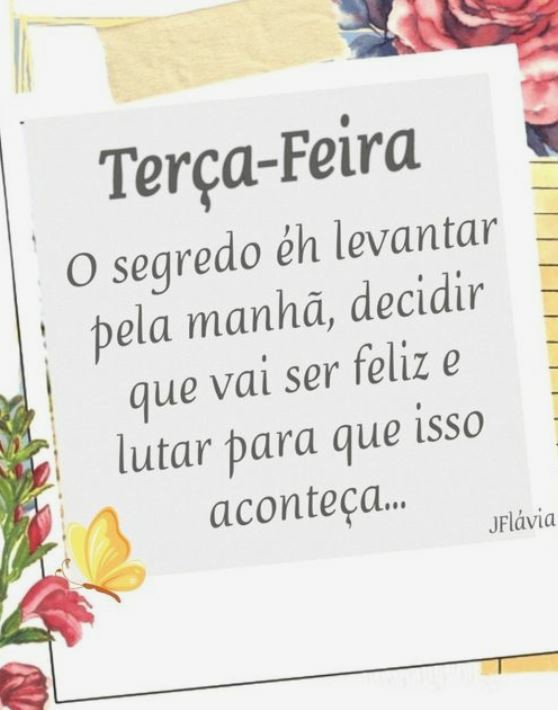 Terça-Feira
O segredo éh levantar
pela manhã, decidir
que vai ser feliz e
lutar para que isso
aconteça...
JFlávia